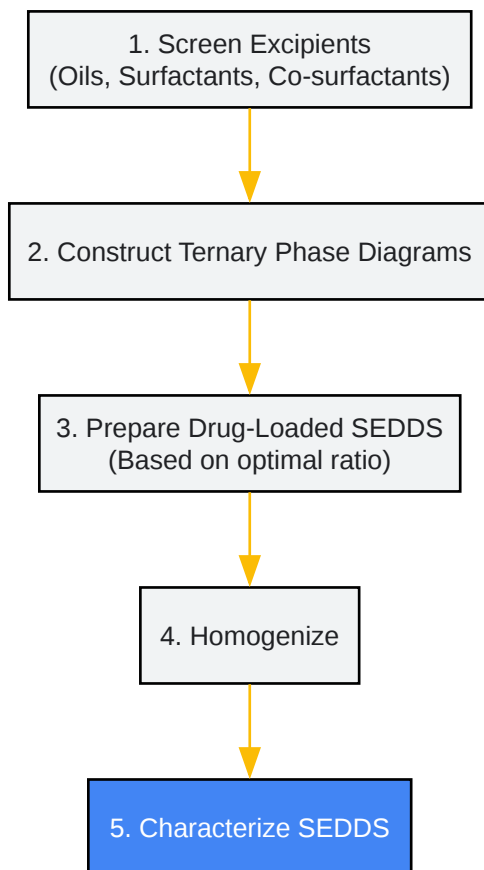 1. Screen Excipients
(Oils, Surfactants, Co-surfactants)
2. Construct Ternary Phase Diagrams
3. Prepare Drug-Loaded SEDDS
(Based on optimal ratio)
4. Homogenize
5. Characterize SEDDS